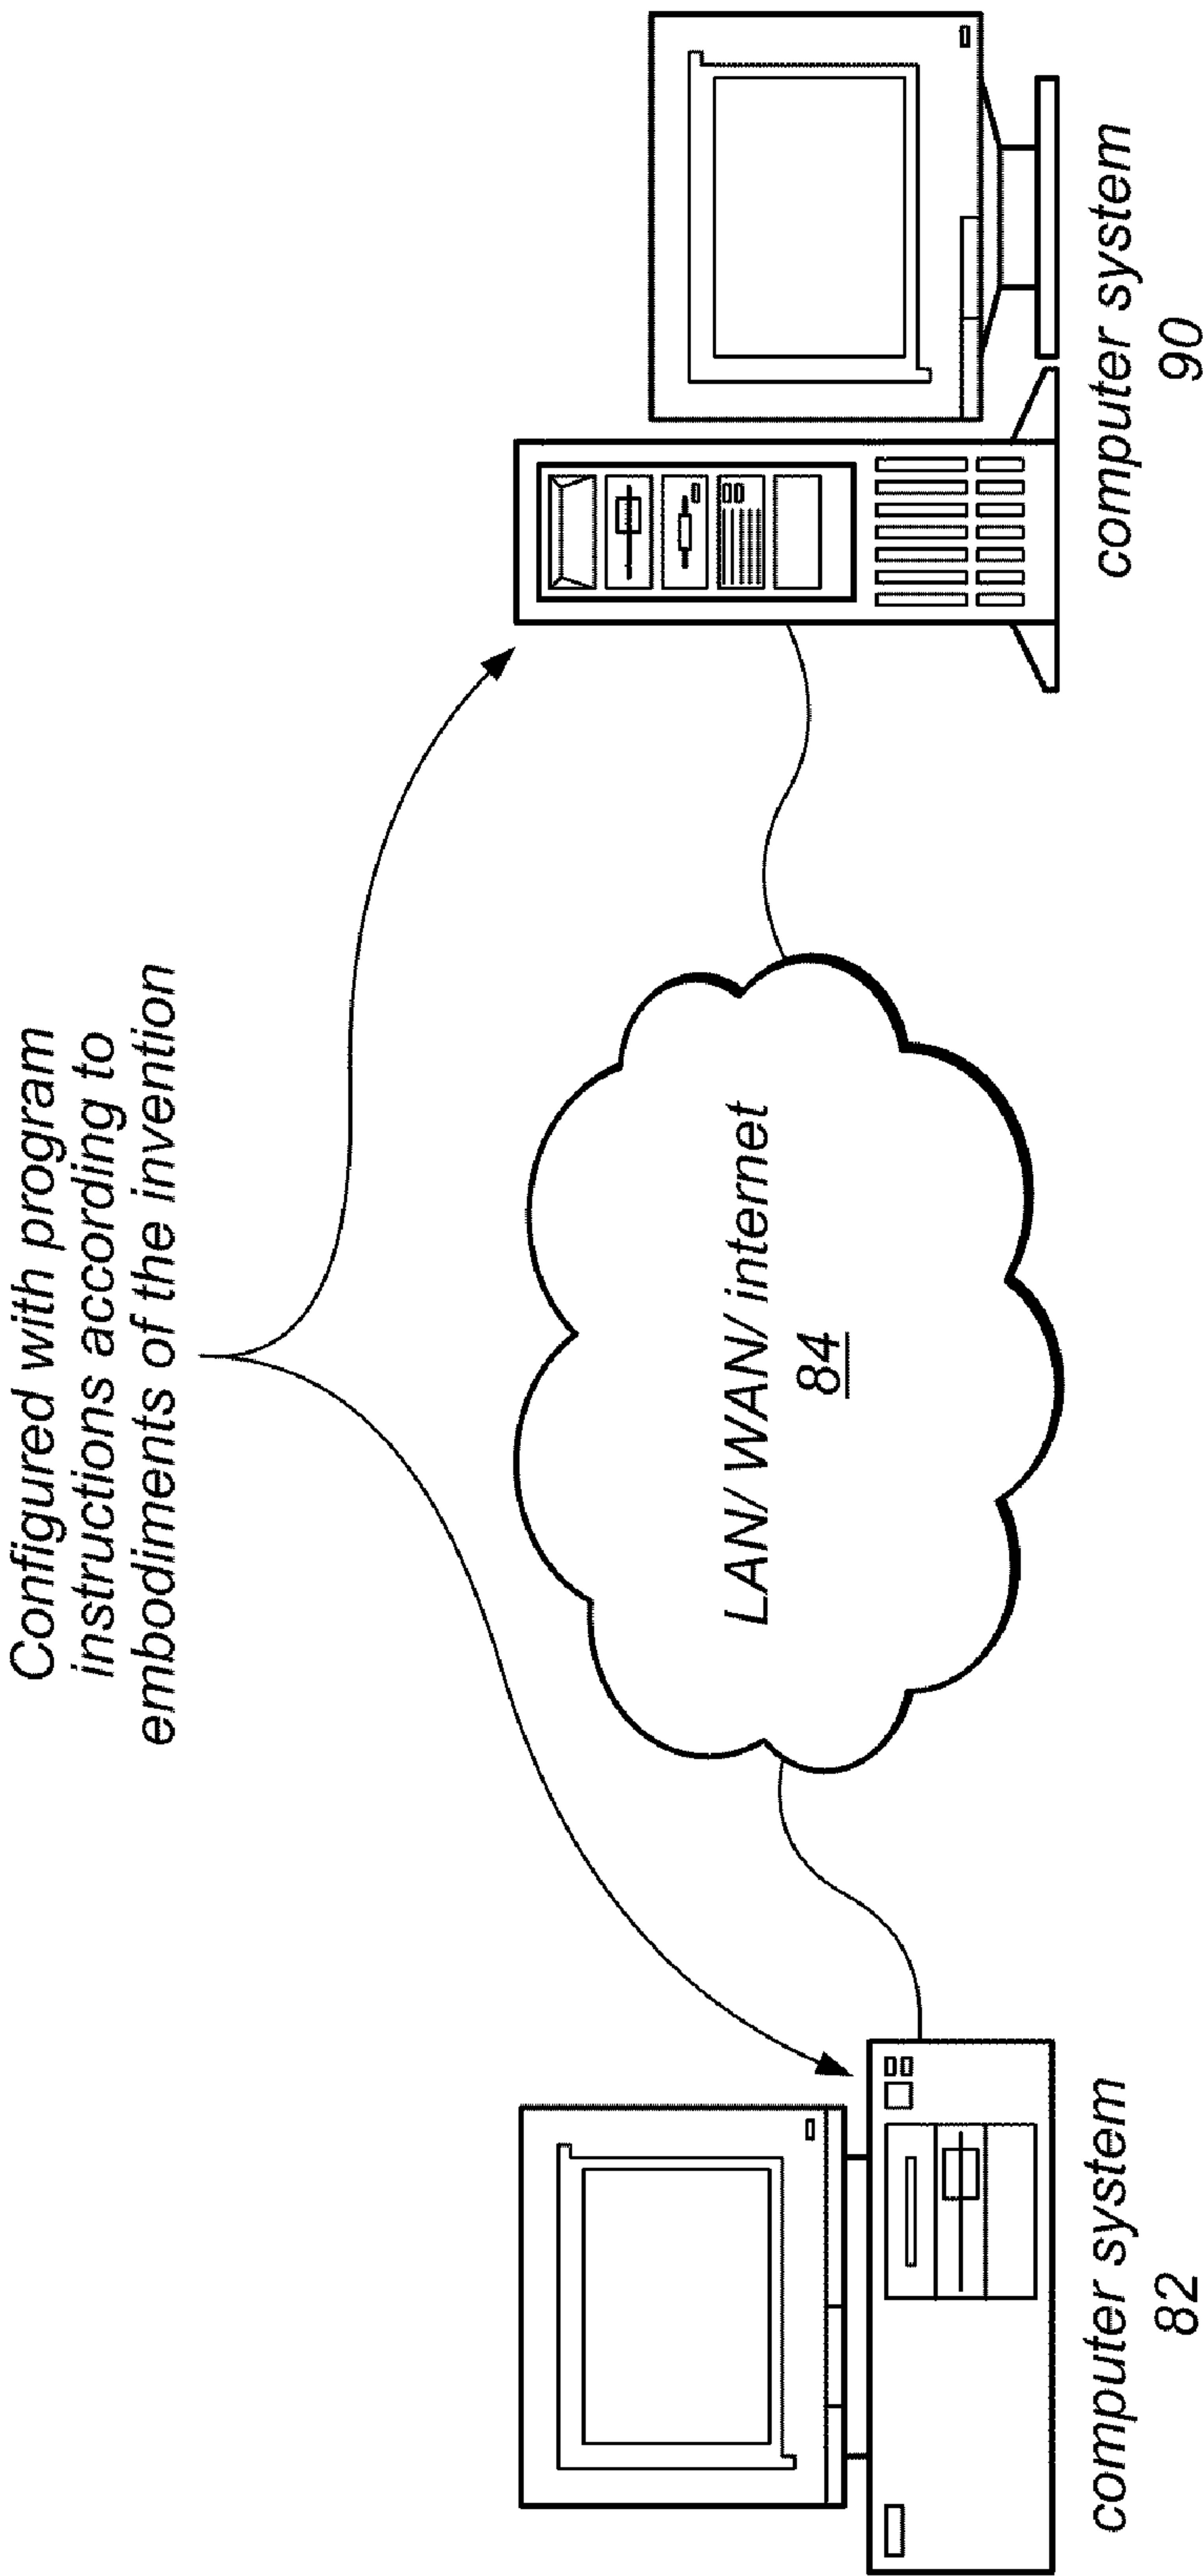 Configured with program
instructions according to
embodiments of the invention
LAN/ WAN/ internet
84
computer system
82
computer system
90